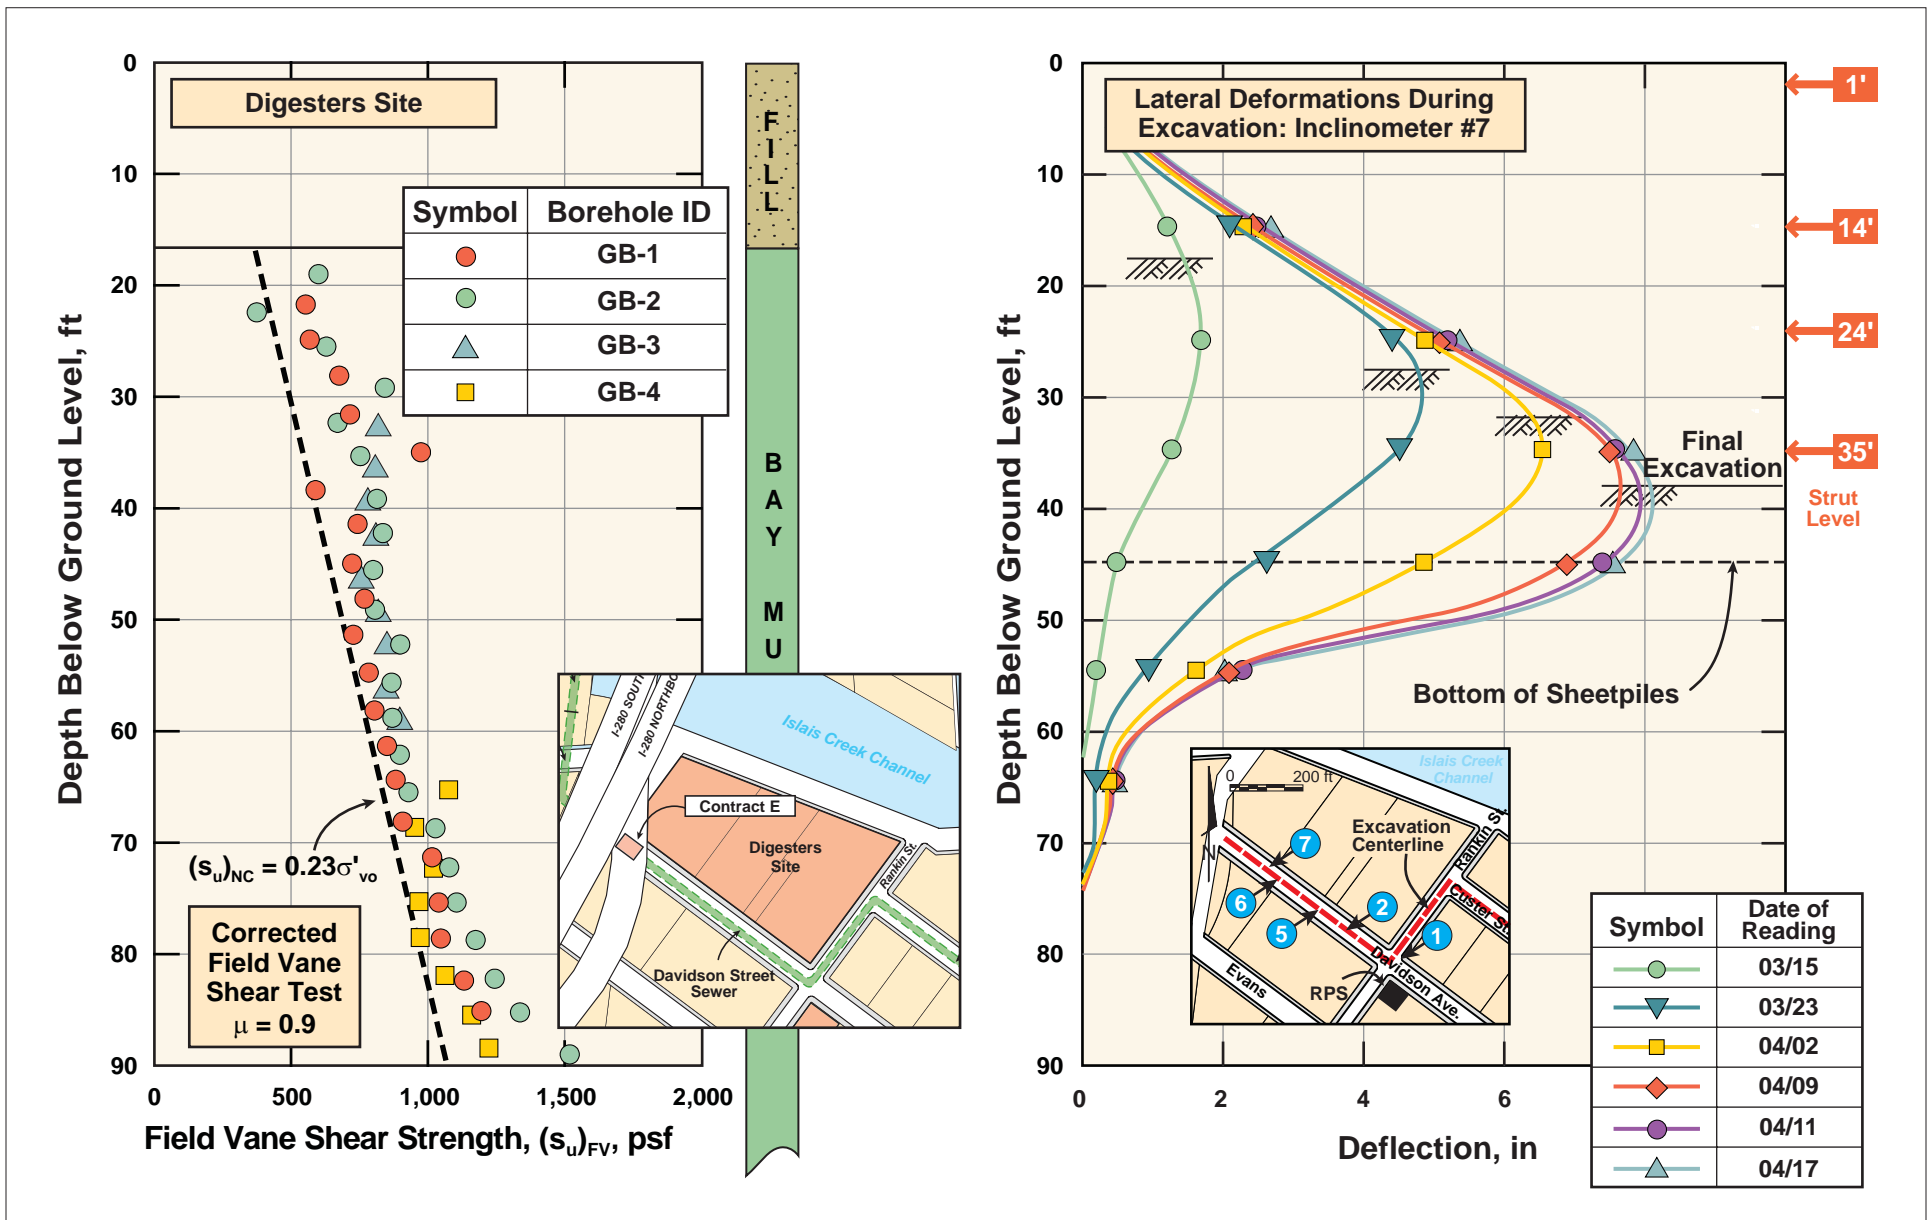 Digesters Site
0
10
20
30
40
50
60
70
80
90
Depth Below Ground Level, ft
0
500
1,000
1,500
2,000
Field Vane Shear Strength, (su)FV, psf
Symbol Borehole ID
GB-1
GB-2
GB-3
GB-4
(su)NC = 0.23σ'vo
Corrected
Field Vane
Shear Test
μ = 0.9
FILL
BAY MU
I-280 SOUTH
I-280 NORTHBO
Islais Creek Channel
Contract E
Digesters
Site
Rankin St.
Davidson Street
Sewer
Lateral Deformations During
Excavation: Inclinometer #7
0
10
20
30
40
50
60
70
80
90
Depth Below Ground Level, ft
0
2
4
6
Deflection, in
1'
14'
24'
35'
Strut
Level
Final
Excavation
Bottom of Sheetpiles
0 200 ft
Islais Creek
Channel
N
Excavation
Centerline
Rankin St.
Custer St.
7
6
5
2
1
Davidson Ave.
Evans
RPS
Symbol Date of
Reading
03/15
03/23
04/02
04/09
04/11
04/17